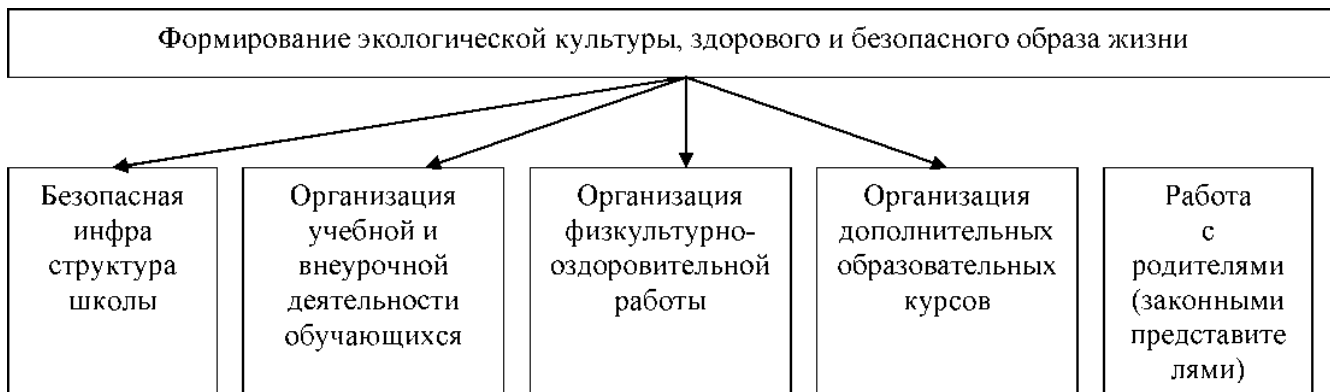 Формирование экологической культуры, здорового и безопасного образа жизни
Безопасная
инфра
структура
школы
Организация
учебной и
внеурочной
деятельности
обучающихся
Организация
физкультурно-
оздоровительной
работы
Организация
дополнительных
образовательных
курсов
Работа
с
родителями
(законными
представите
лями)